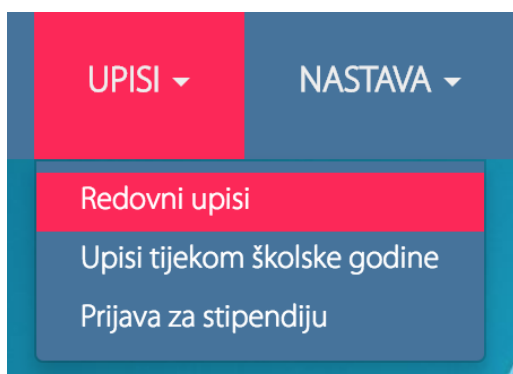 UPISI NASTAVA
Redovni upisi
Upisi tijekom školske godine
Prijava za stipendiju